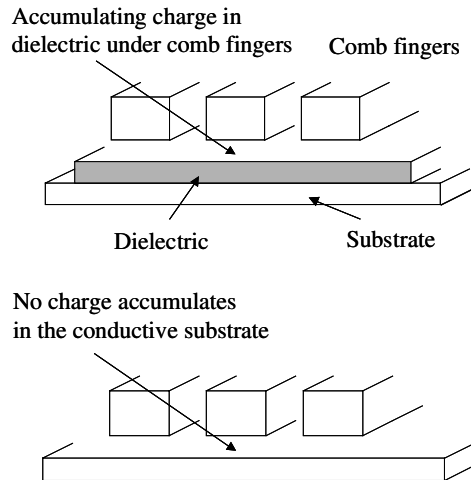 Accumulating charge in
dielectric under comb fingers
Comb fingers
Dielectric
Substrate
No charge accumulates
in the conductive substrate